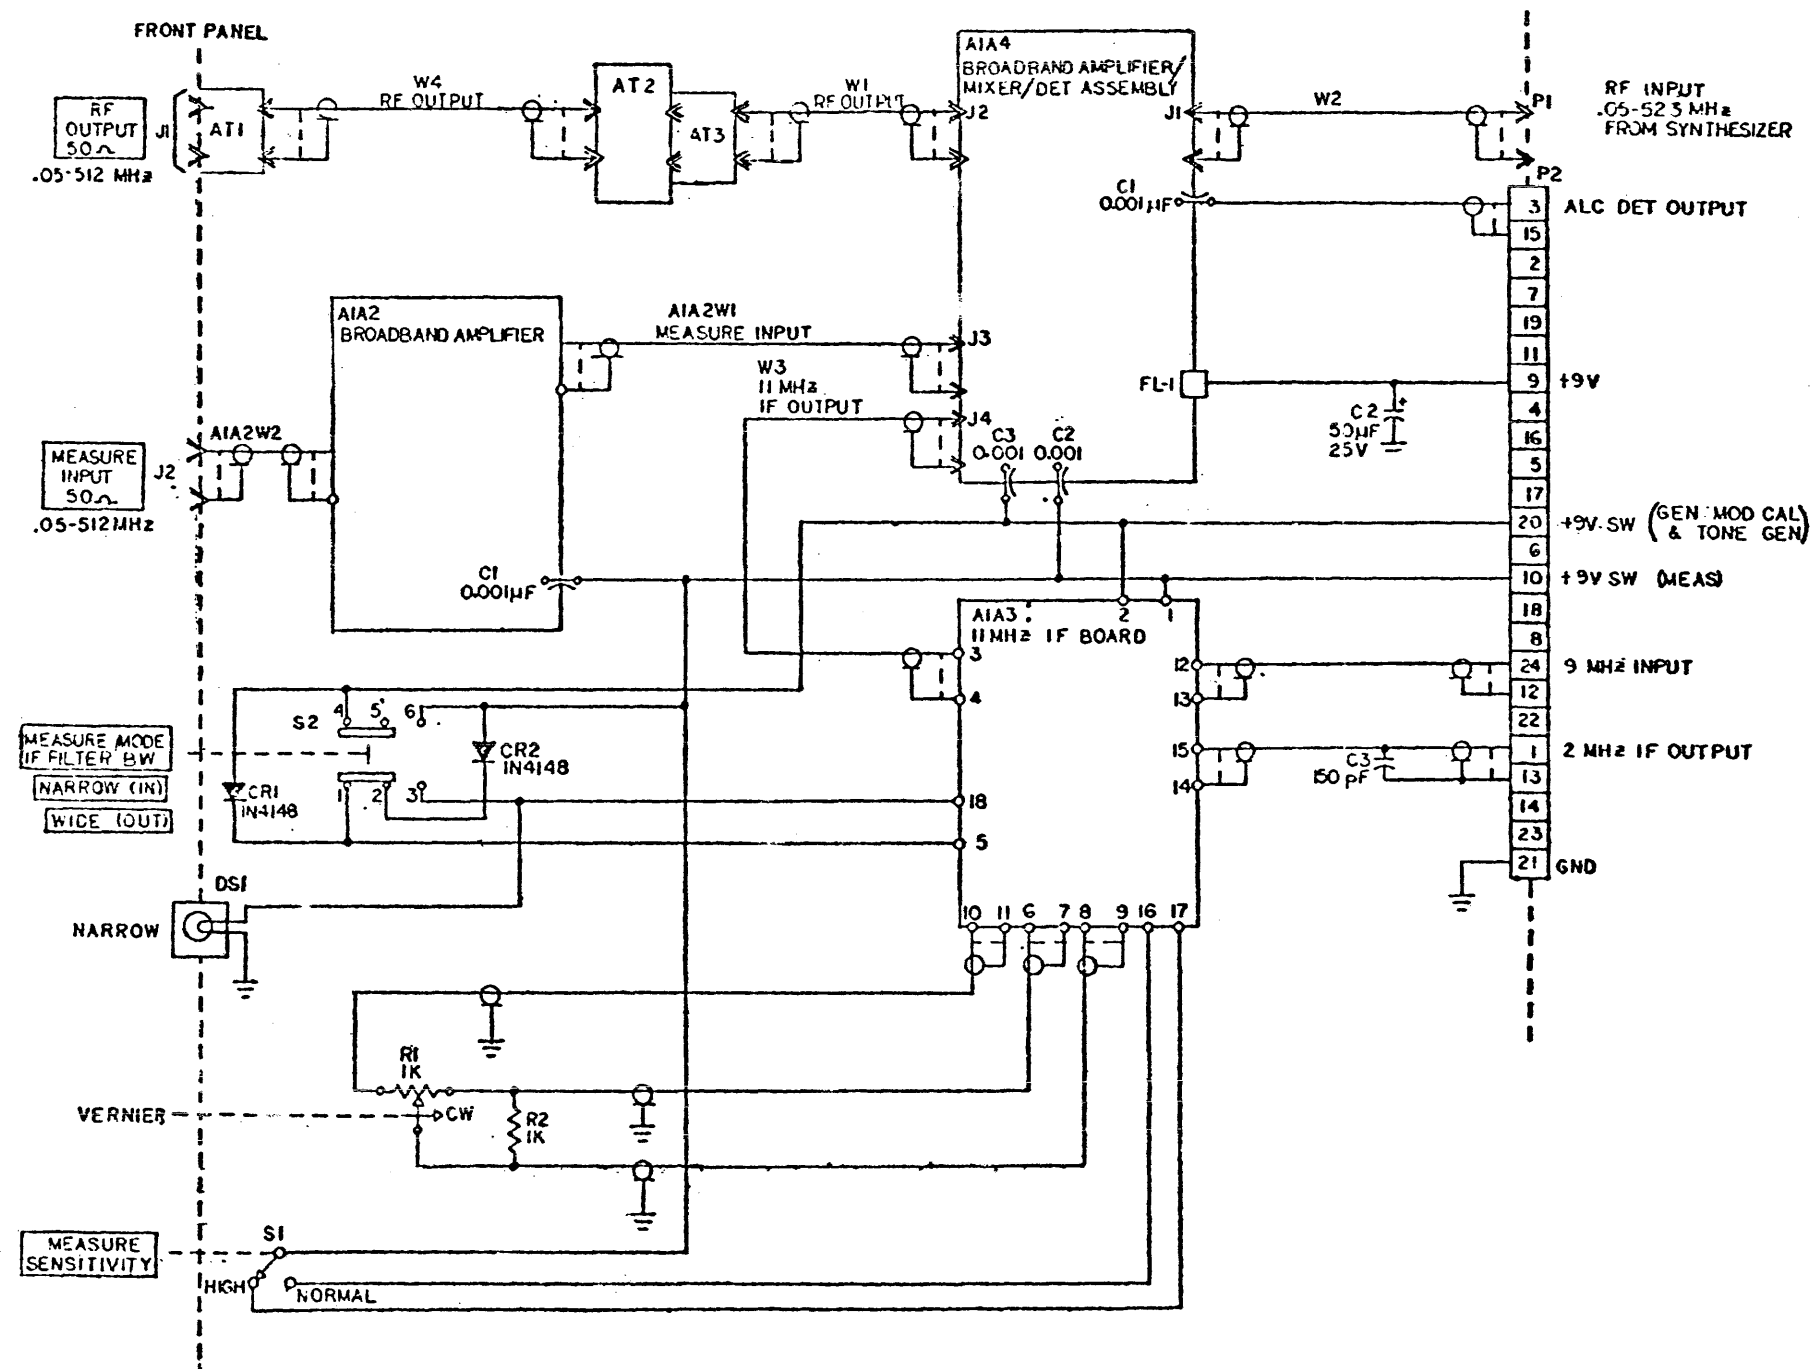 FRONT PANEL
RF
OUTPUT
50Ω
J1
.05-512 MHz
AT1
W4
RF OUTPUT
AT2
AT3
W1
RF OUTPUT
A1A4
BROADBAND AMPLIFIER/
MIXER/DET ASSEMBLY
J2
J1
W2
P1
RF INPUT
.05-523 MHz
FROM SYNTHESIZER
P2
C1
0.001µF
3
ALC DET OUTPUT
15
2
7
19
11
9
+9V
4
16
5
17
20
+9V SW (GEN MOD CAL
& TONE GEN)
6
10
+9V SW (MEAS)
18
8
24
9 MHz INPUT
12
22
1
2 MHz IF OUTPUT
13
14
23
21
GND
A1A2
BROADBAND AMPLIFIER
A1A2W1
MEASURE INPUT
J3
W3
11 MHz
IF OUTPUT
J4
FL-1
C2
50µF
25V
+
C3
0.001
C2
0.001
MEASURE
INPUT
50Ω
J2
.05-512MHz
A1A2W2
C1
0.001µF
A1A3
11 MHz IF BOARD
2
1
3
4
12
13
15
14
18
5
C3
150 pF
S2
4
5
6
1
2
3
MEASURE MODE
IF FILTER BW
NARROW (IN)
WIDE (OUT)
CR1
1N4148
CR2
1N4148
DS1
NARROW
10
11
6
7
8
9
16
17
R1
1K
VERNIER
CW
R2
1K
MEASURE
SENSITIVITY
S1
HIGH
NORMAL